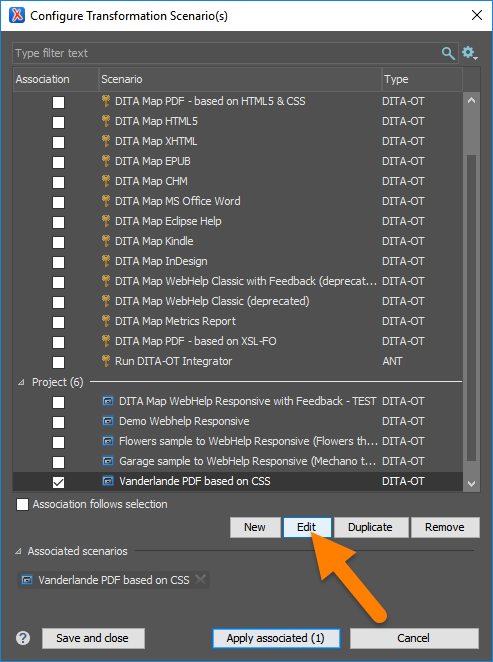 Configure Transformation Scenario(s)
Type filter text
Association Scenario Type
DITA Map PDF - based on HTML5 & CSS DITA-OT
DITA Map HTML5 DITA-OT
DITA Map XHTML DITA-OT
DITA Map EPUB DITA-OT
DITA Map CHM DITA-OT
DITA Map MS Office Word DITA-OT
DITA Map Eclipse Help DITA-OT
DITA Map Kindle DITA-OT
DITA Map InDesign DITA-OT
DITA Map WebHelp Classic with Feedback (deprecat... DITA-OT
DITA Map WebHelp Classic (deprecated) DITA-OT
DITA Map Metrics Report DITA-OT
DITA Map PDF - based on XSL-FO DITA-OT
Run DITA-OT Integrator ANT
Project (6)
DITA Map WebHelp Responsive with Feedback - TEST DITA-OT
Demo Webhelp Responsive DITA-OT
Flowers sample to WebHelp Responsive (Flowers th... DITA-OT
Garage sample to WebHelp Responsive (Mechano t... DITA-OT
Vanderlande PDF based on CSS DITA-OT
Association follows selection
New Edit Duplicate Remove
Associated scenarios
Vanderlande PDF based on CSS
? Save and close Apply associated (1) Cancel